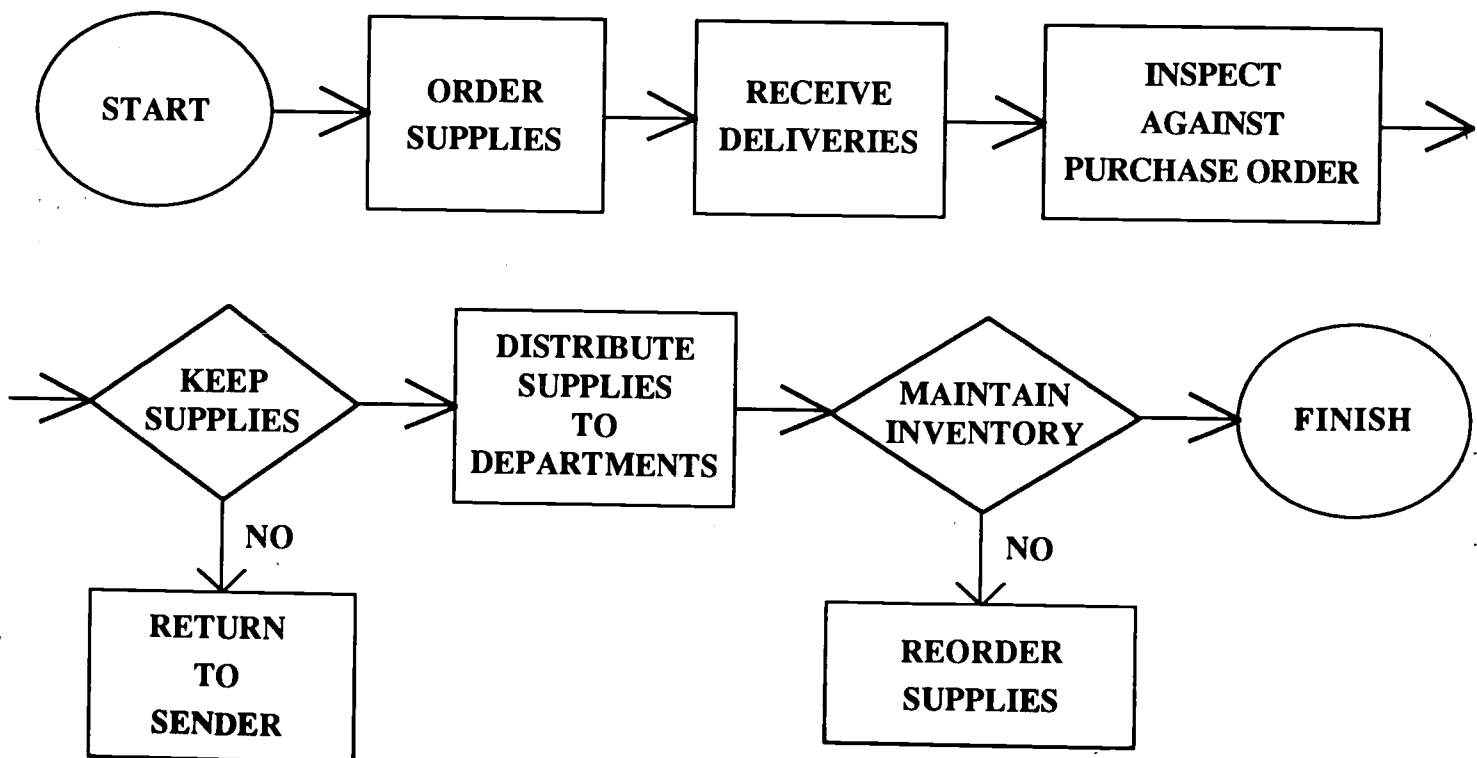 START
ORDER
SUPPLIES
RECEIVE
DELIVERIES
INSPECT
AGAINST
PURCHASE ORDER
KEEP
SUPPLIES
DISTRIBUTE
SUPPLIES
TO
DEPARTMENTS
MAINTAIN
INVENTORY
FINISH
NO
RETURN
TO
SENDER
NO
REORDER
SUPPLIES